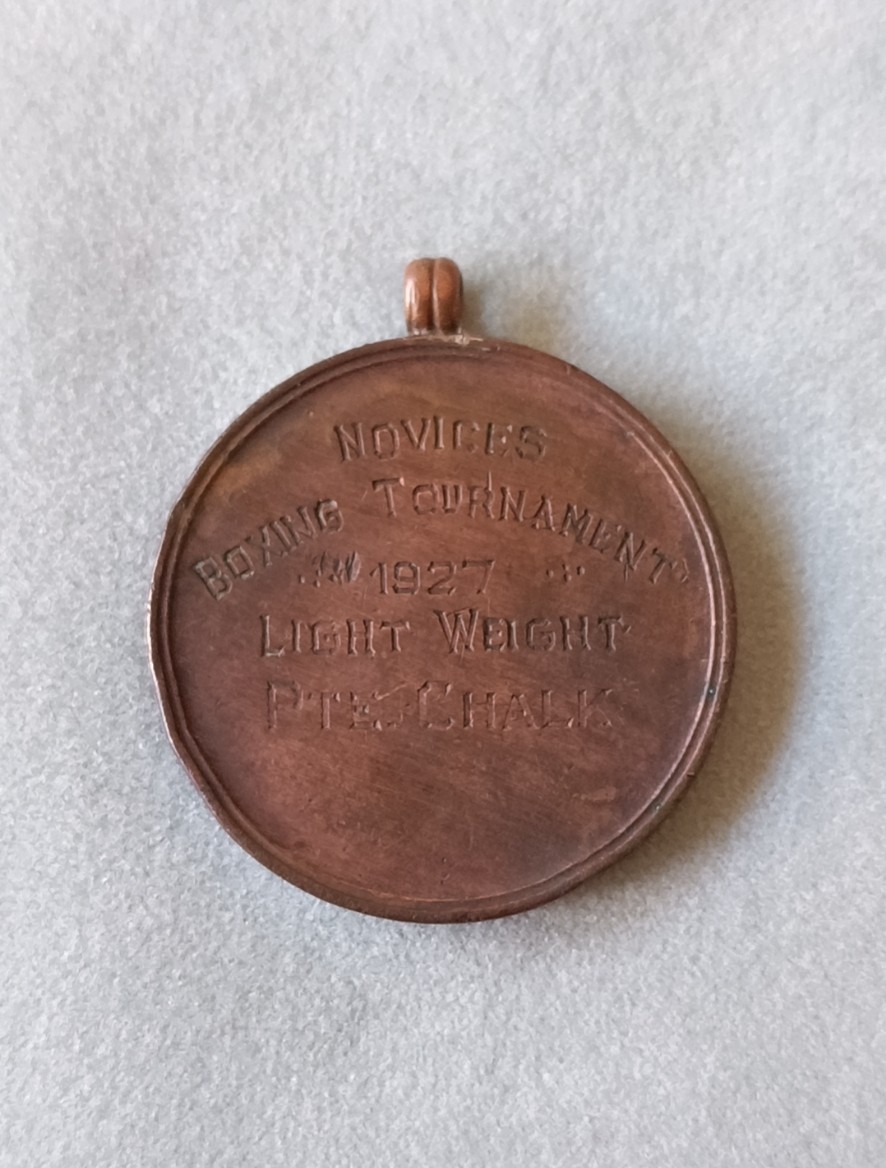 NOVICES
BOXING TOURNAMENT
1927
LIGHT WEIGHT
PTE. CHALK